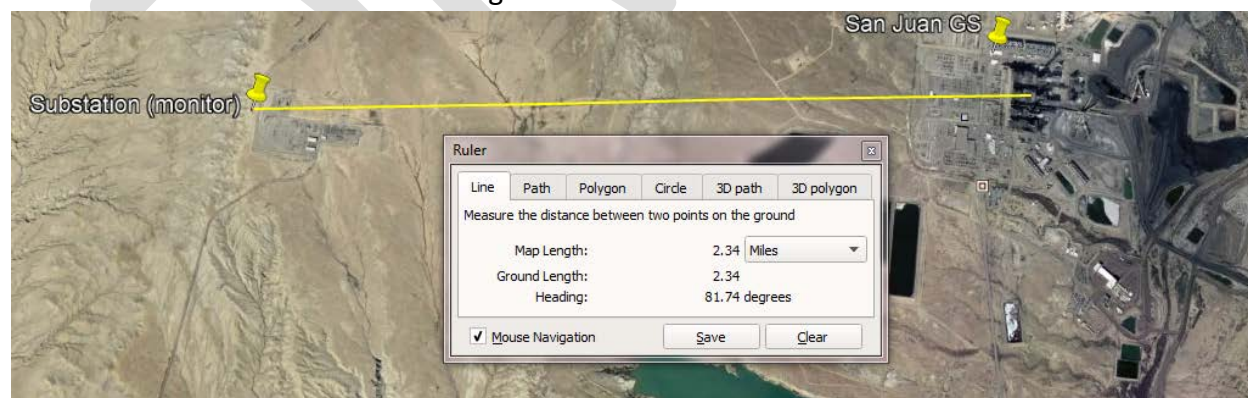 San Juan GS
Substation (monitor)
Ruler
Line Path Polygon Circle 3D path 3D polygon
Measure the distance between two points on the ground
Map Length: 2.34 Miles
Ground Length: 2.34
Heading: 81.74 degrees
Mouse Navigation Save Clear